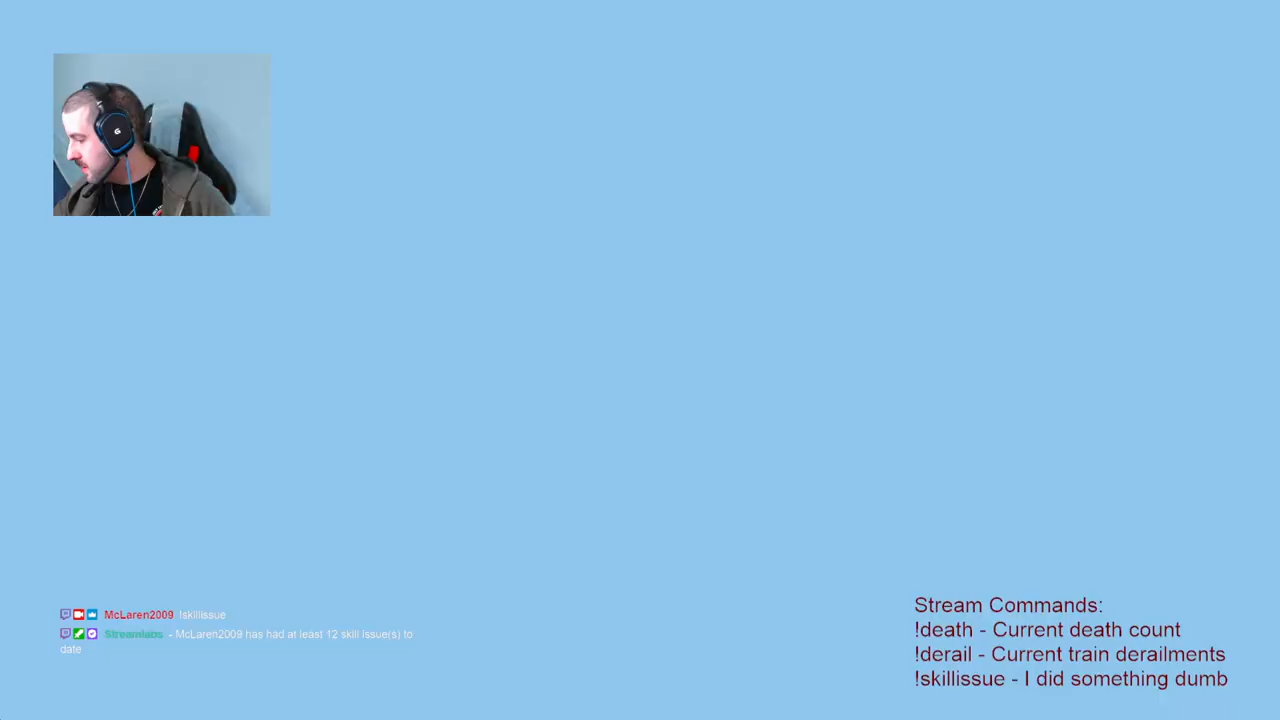 McLaren2009 !skillissue
Streamlabs - McLaren2009 has had at least 12 skill issue(s) to
date
Stream Commands:
!death - Current death count
!derail - Current train derailments
!skillissue - I did something dumb